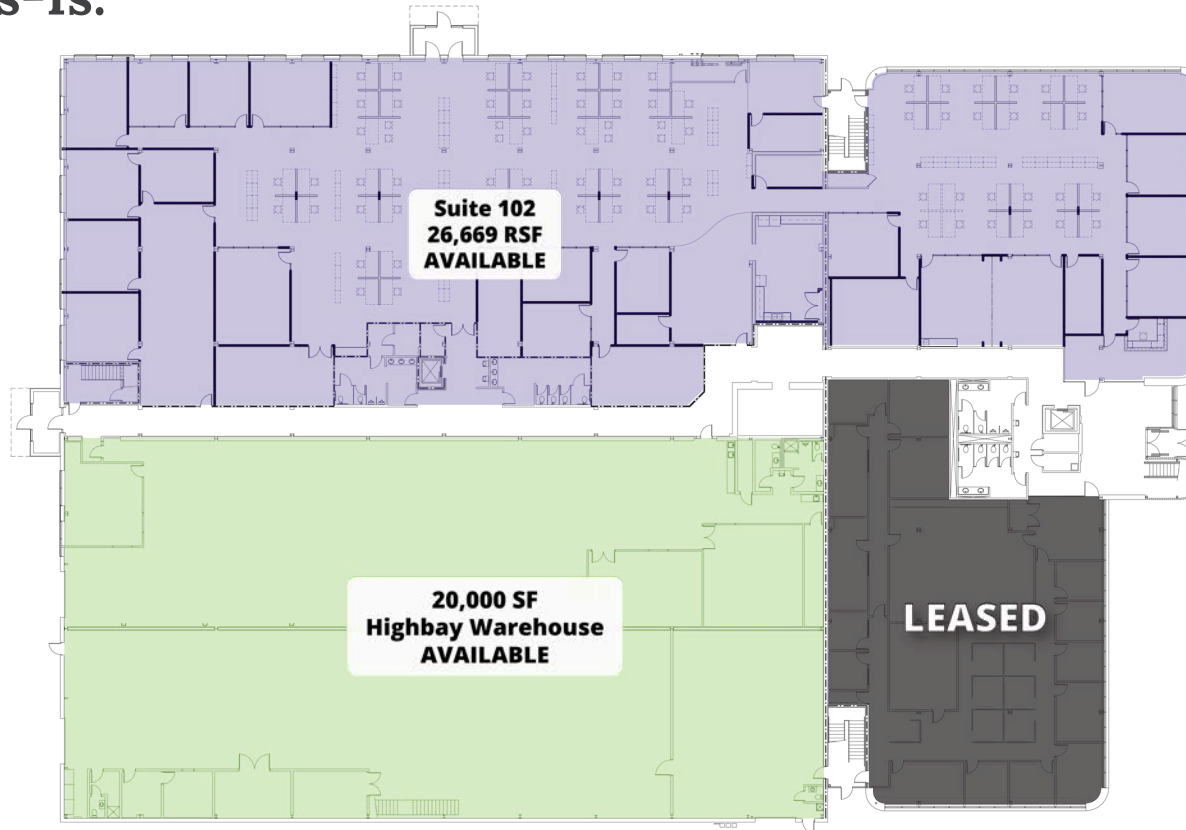 s-Is.
Suite 102
26,669 RSF
AVAILABLE
20,000 SF
Highbay Warehouse
AVAILABLE
LEASED